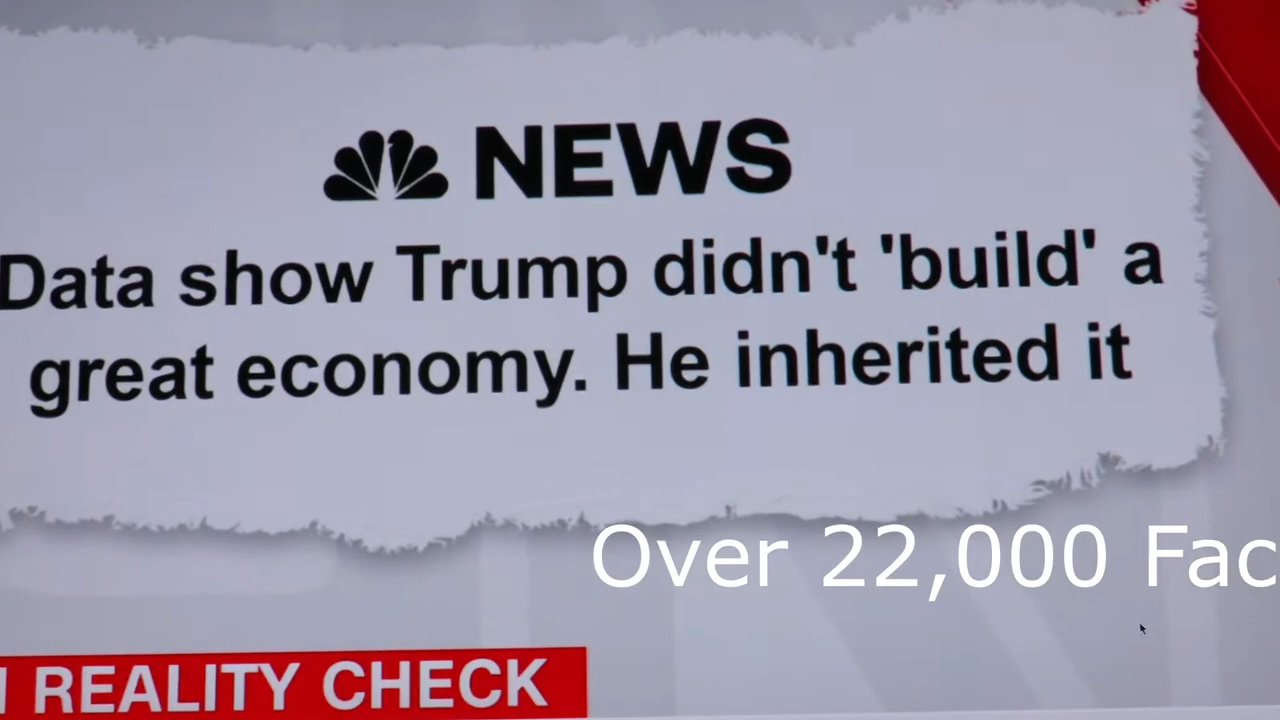 NEWS
Data show Trump didn't 'build' a
great economy. He inherited it
Over 22,000 Fac
REALITY CHECK